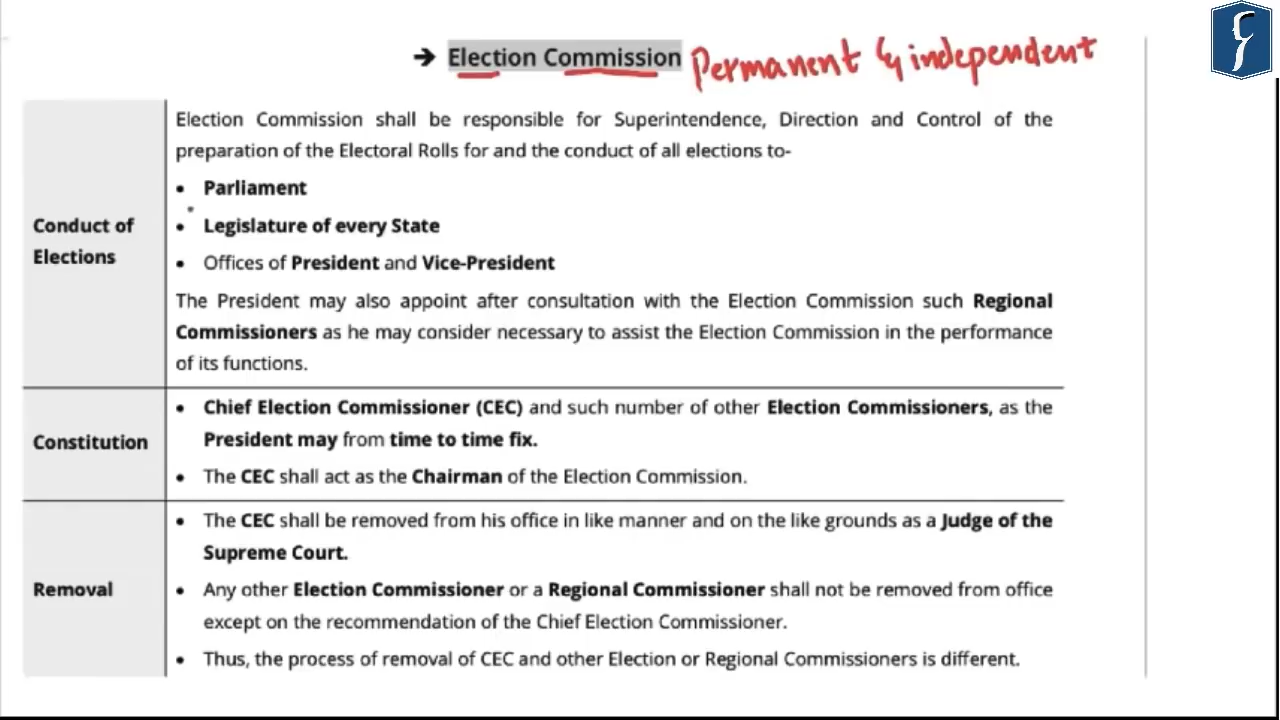 → Election Commission Permanent & independent
Election Commission shall be responsible for Superintendence, Direction and Control of the
preparation of the Electoral Rolls for and the conduct of all elections to-
• Parliament
Conduct of
Elections
• Legislature of every State
• Offices of President and Vice-President
The President may also appoint after consultation with the Election Commission such Regional
Commissioners as he may consider necessary to assist the Election Commission in the performance
of its functions.
Constitution
• Chief Election Commissioner (CEC) and such number of other Election Commissioners, as the
President may from time to time fix.
• The CEC shall act as the Chairman of the Election Commission.
Removal
• The CEC shall be removed from his office in like manner and on the like grounds as a Judge of the
Supreme Court.
• Any other Election Commissioner or a Regional Commissioner shall not be removed from office
except on the recommendation of the Chief Election Commissioner.
• Thus, the process of removal of CEC and other Election or Regional Commissioners is different.